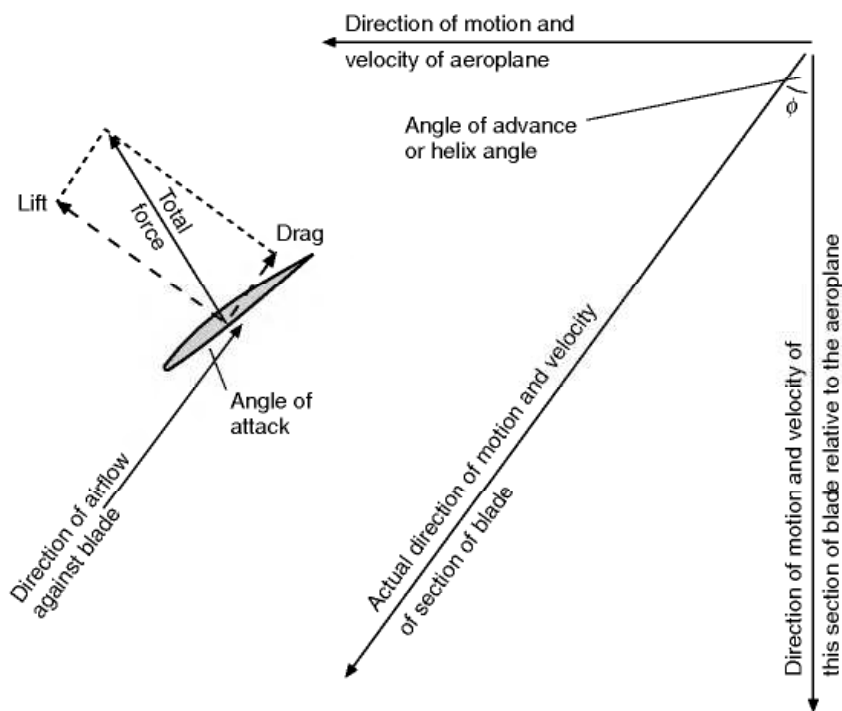 Direction of motion and
velocity of aeroplane
Angle of advance
or helix angle
ϕ
Lift
Total
force
Drag
Angle of
attack
Direction of airflow
against blade
Actual direction of motion and velocity
of section of blade
Direction of motion and velocity of
this section of blade relative to the aeroplane